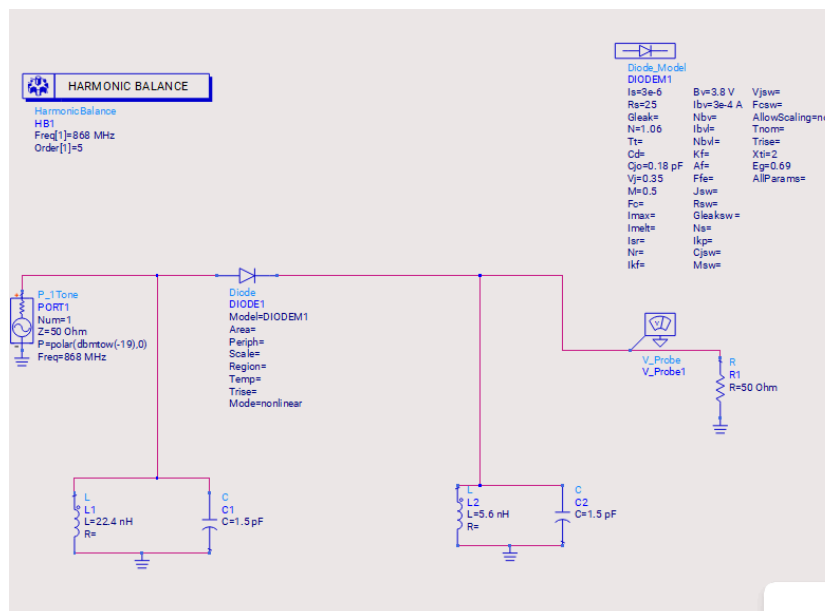 HARMONIC BALANCE
HarmonicBalance
HB1
Freq[1]=868 MHz
Order[1]=5
Diode_Model
DIODEM1
Is=3e-6 Bv=3.8 V Vjsw=
Rs=25 Ibv=3e-4 A Fcsw=
Gleak= Nbv= AllowScaling=no
N=1.06 Ibvl= Tnom=
Tt= Nbvl= Trise=
Cd= Kf= Xti=2
Cjo=0.18 pF Af= Eg=0.69
Vj=0.35 Ffe= AllParams=
M=0.5 Jsw=
Fc= Rsw=
Imax= Gleaksw=
Imelt= Ns=
Isr= Ikp=
Nr= Cjsw=
Ikf= Msw=
P_1Tone
PORT1
Num=1
Z=50 Ohm
P=polar(dbmtow(-19),0)
Freq=868 MHz
Diode
DIODE1
Model=DIODEM1
Area=
Periph=
Scale=
Region=
Temp=
Trise=
Mode=nonlinear
V_Probe
V_Probe1
R
R1
R=50 Ohm
L
L1
L=22.4 nH
R=
C
C1
C=1.5 pF
L
L2
L=5.6 nH
R=
C
C2
C=1.5 pF